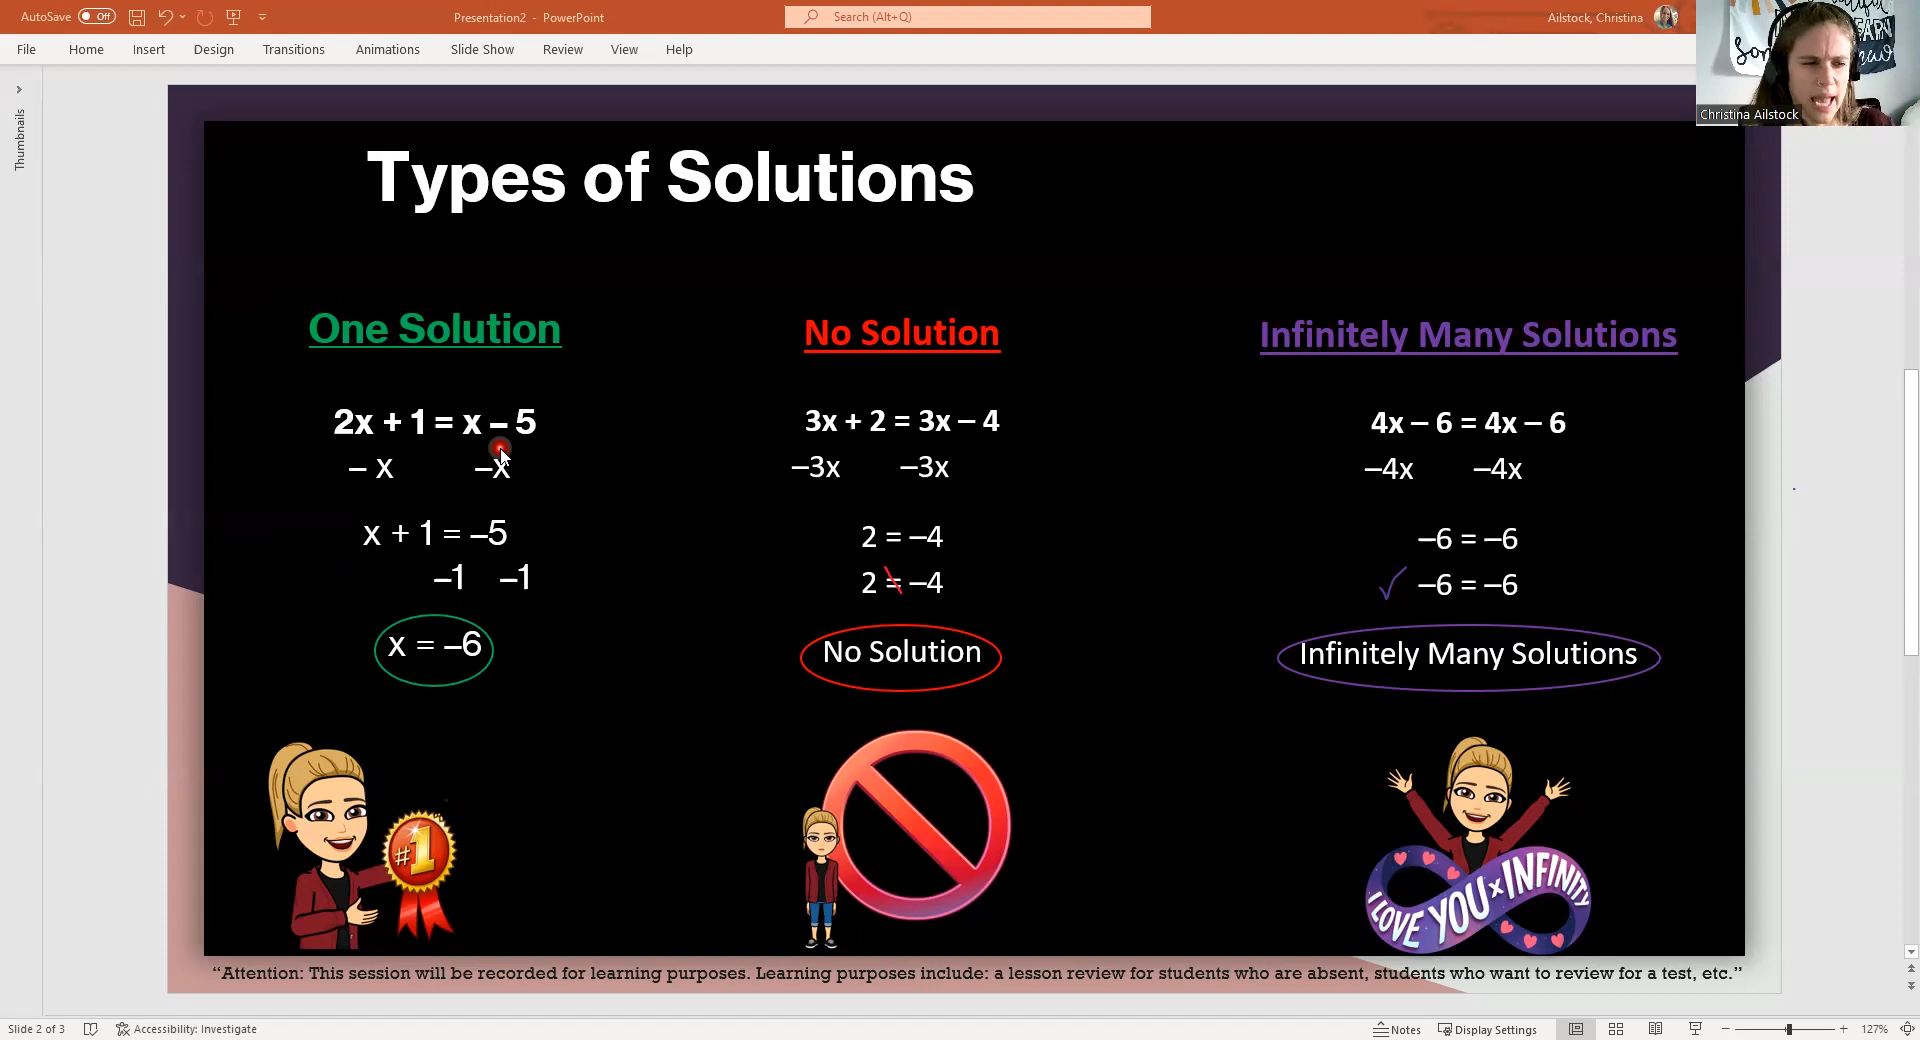 AutoSave Off Presentation2 - PowerPoint Search (Alt+Q) Ailstock, Christina
File Home Insert Design Transitions Animations Slide Show Review View Help
Christina Ailstock
Thumbnails
Types of Solutions
One Solution
2x + 1 = x – 5
– x –x
x + 1 = –5
–1 –1
x = –6
#1
No Solution
3x + 2 = 3x – 4
–3x –3x
2 = –4
2 = –4
No Solution
Infinitely Many Solutions
4x – 6 = 4x – 6
–4x –4x
–6 = –6
✓ –6 = –6
Infinitely Many Solutions
I LOVE YOU x INFINITY
“Attention: This session will be recorded for learning purposes. Learning purposes include: a lesson review for students who are absent, students who want to review for a test, etc.”
Slide 2 of 3 Accessibility: Investigate Notes Display Settings 127%